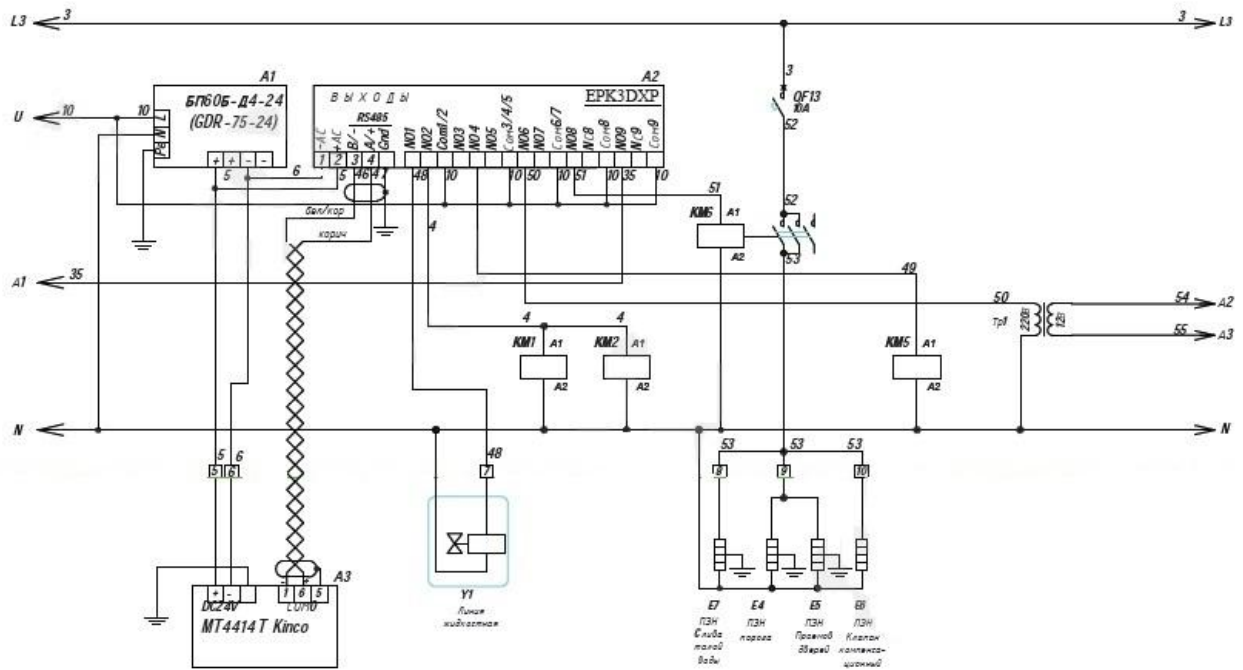 L3 3 3 L3
A1
БП60Б-Д4-24
(GDR-75-24)
10 L
N
Pe
+ + - -
U 10
A2
ВЫХОДЫ
EPK3DXP
RS485
-AC +AC B/- A/+ Gnd NO1 NO2 Com1/2 NO3 NO4 NO5 Com3/4/5 NO6 NO7 Com6/7 NO8 NC8 Com8 NO9 NC9 Com9
1 2 3 4 7
5 6 5 46 47 48 10 10 50 10 51 10 35 10
3
QF13
10A
52
бел/кор
корич
4
51
52
KM6 A1
A2
53
A1 35
49
50
Тр1
220В
12В
54 A2
55 A3
4 4
KM1 A1
A2
KM2 A1
A2
KM5 A1
A2
N N
5 6
5 6
48
7
53 53 53
8 9 10
A3
+ -
DC24V
- +
1 6 5
COM0
MT4414T Kinco
Y1
Линия
жидкостная
E7
ПЭН
Слива
талой
воды
E4
ПЭН
порога
E5
ПЭН
Проемов
дверей
E6
ПЭН
Клапан
компенса-
ционный